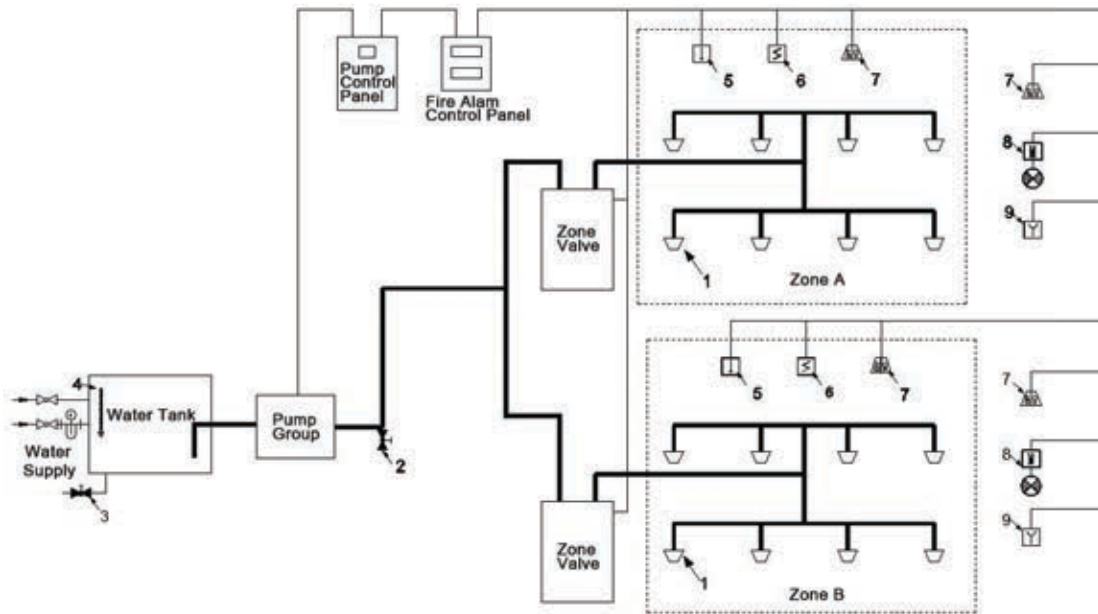 Pump
Control
Panel
Fire Alam
Control Panel
5
6
7
7
8
9
Zone
Valve
1
Zone A
4
Water Tank
Water
Supply
3
Pump
Group
2
5
6
7
7
8
9
Zone
Valve
1
Zone B